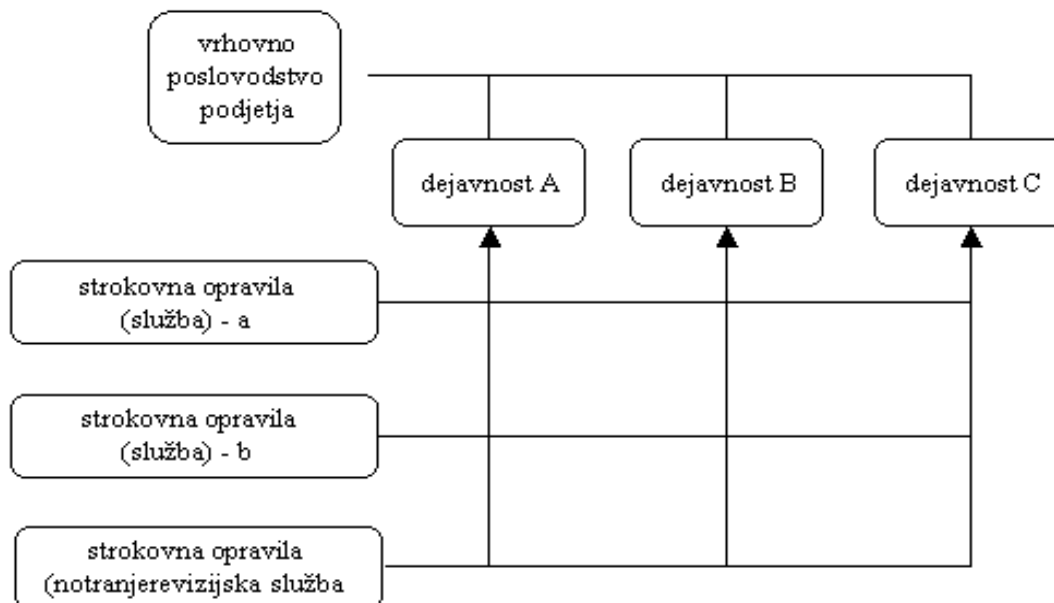 vrhovno
poslovodstvo
podjetja
dejavnost A
dejavnost B
dejavnost C
strokovna opravila
(služba) - a
strokovna opravila
(služba) - b
strokovna opravila
(notranjerevizijska služba